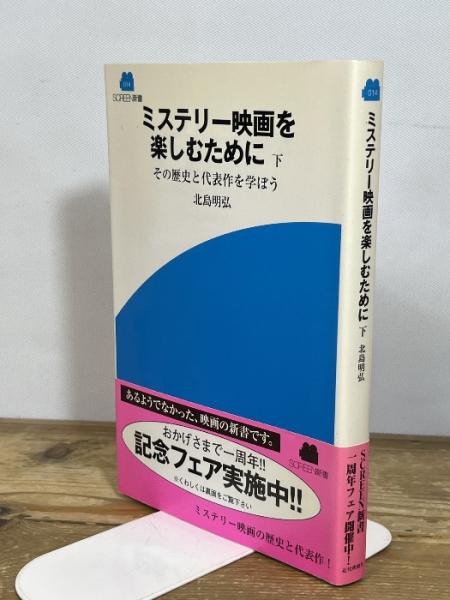 014
SCREEN新書
ミステリー映画を
楽しむために 下
その歴史と代表作を学ぼう
北島明弘
あるようでなかった、映画の新書です。
おかげさまで一周年!!
記念フェア実施中!!
※くわしくは裏面をご覧下さい
SCREEN新書
ミステリー映画の歴史と代表作!
014
ミステリー映画を楽しむために 下 北島明弘
SCREEN新書
一周年フェア開催中!
近代映画社